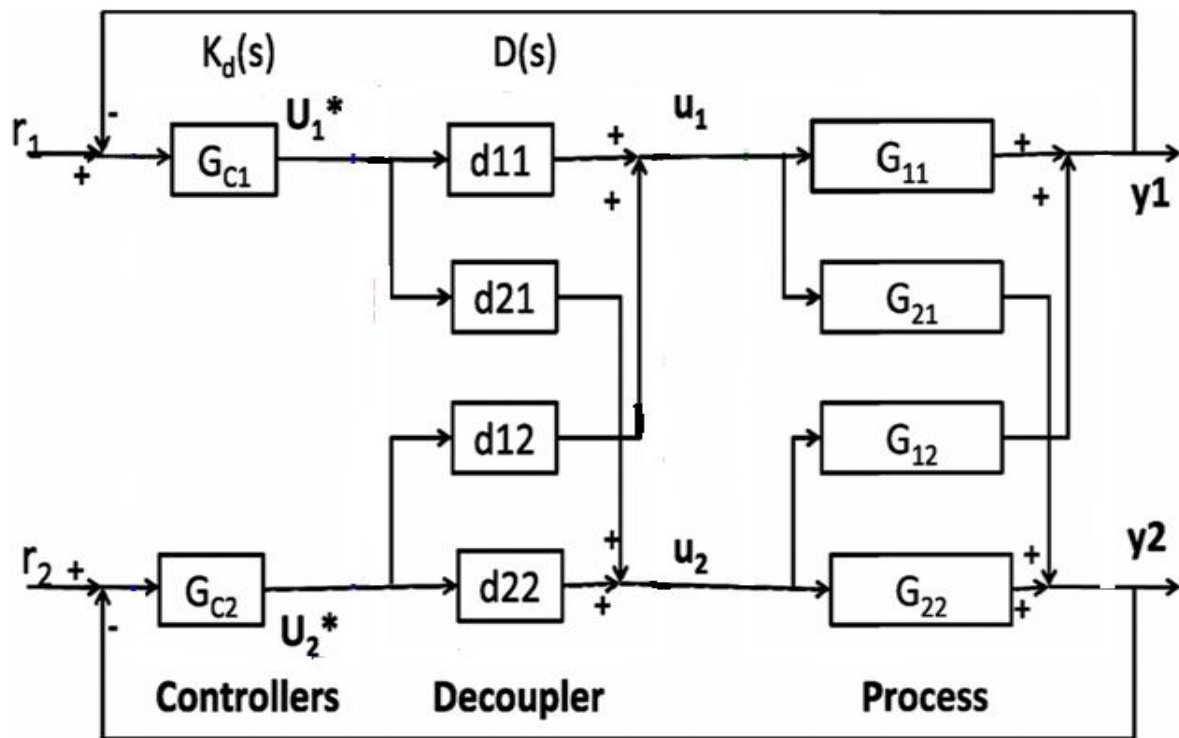 K_d(s) D(s)
U_1* u_1
r_1 - + G_C1 d11 + + G_11 + + y1
d21 G_21
d12 G_12
r_2 + - G_C2 U_2* d22 + + u_2 G_22 + + y2
Controllers Decoupler Process